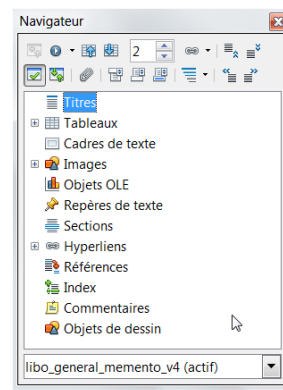 Navigateur
2
Titres
Tableaux
Cadres de texte
Images
Objets OLE
Repères de texte
Sections
Hyperliens
Références
Index
Commentaires
Objets de dessin
libo_general_memento_v4 (actif)